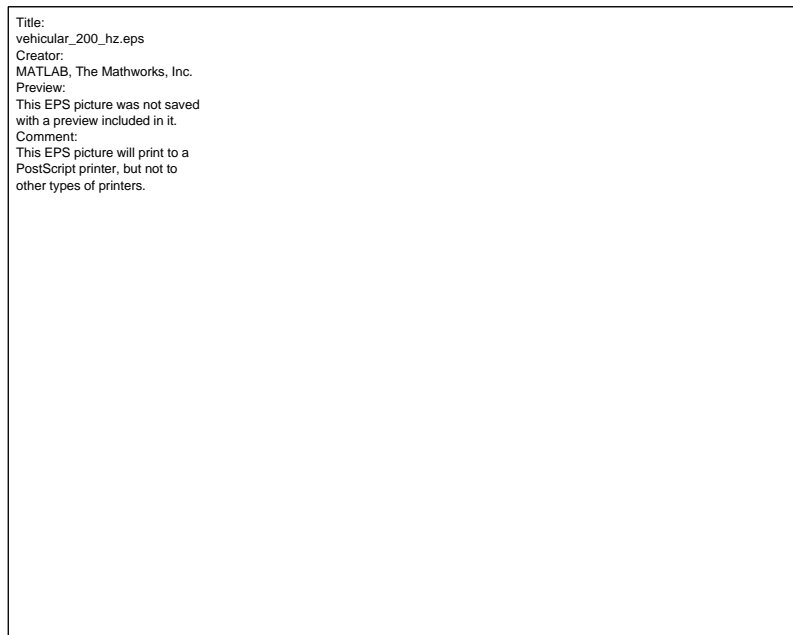 Title:
vehicular_200_hz.eps
Creator:
MATLAB, The Mathworks, Inc.
Preview:
This EPS picture was not saved
with a preview included in it.
Comment:
This EPS picture will print to a
PostScript printer, but not to
other types of printers.